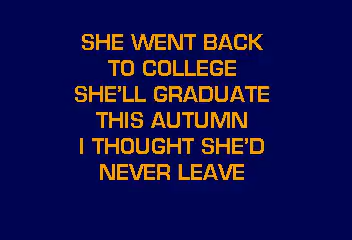 SHE WENT BACK
TO COLLEGE
SHE'LL GRADUATE
THIS AUTUMN
I THOUGHT SHE'D
NEVER LEAVE